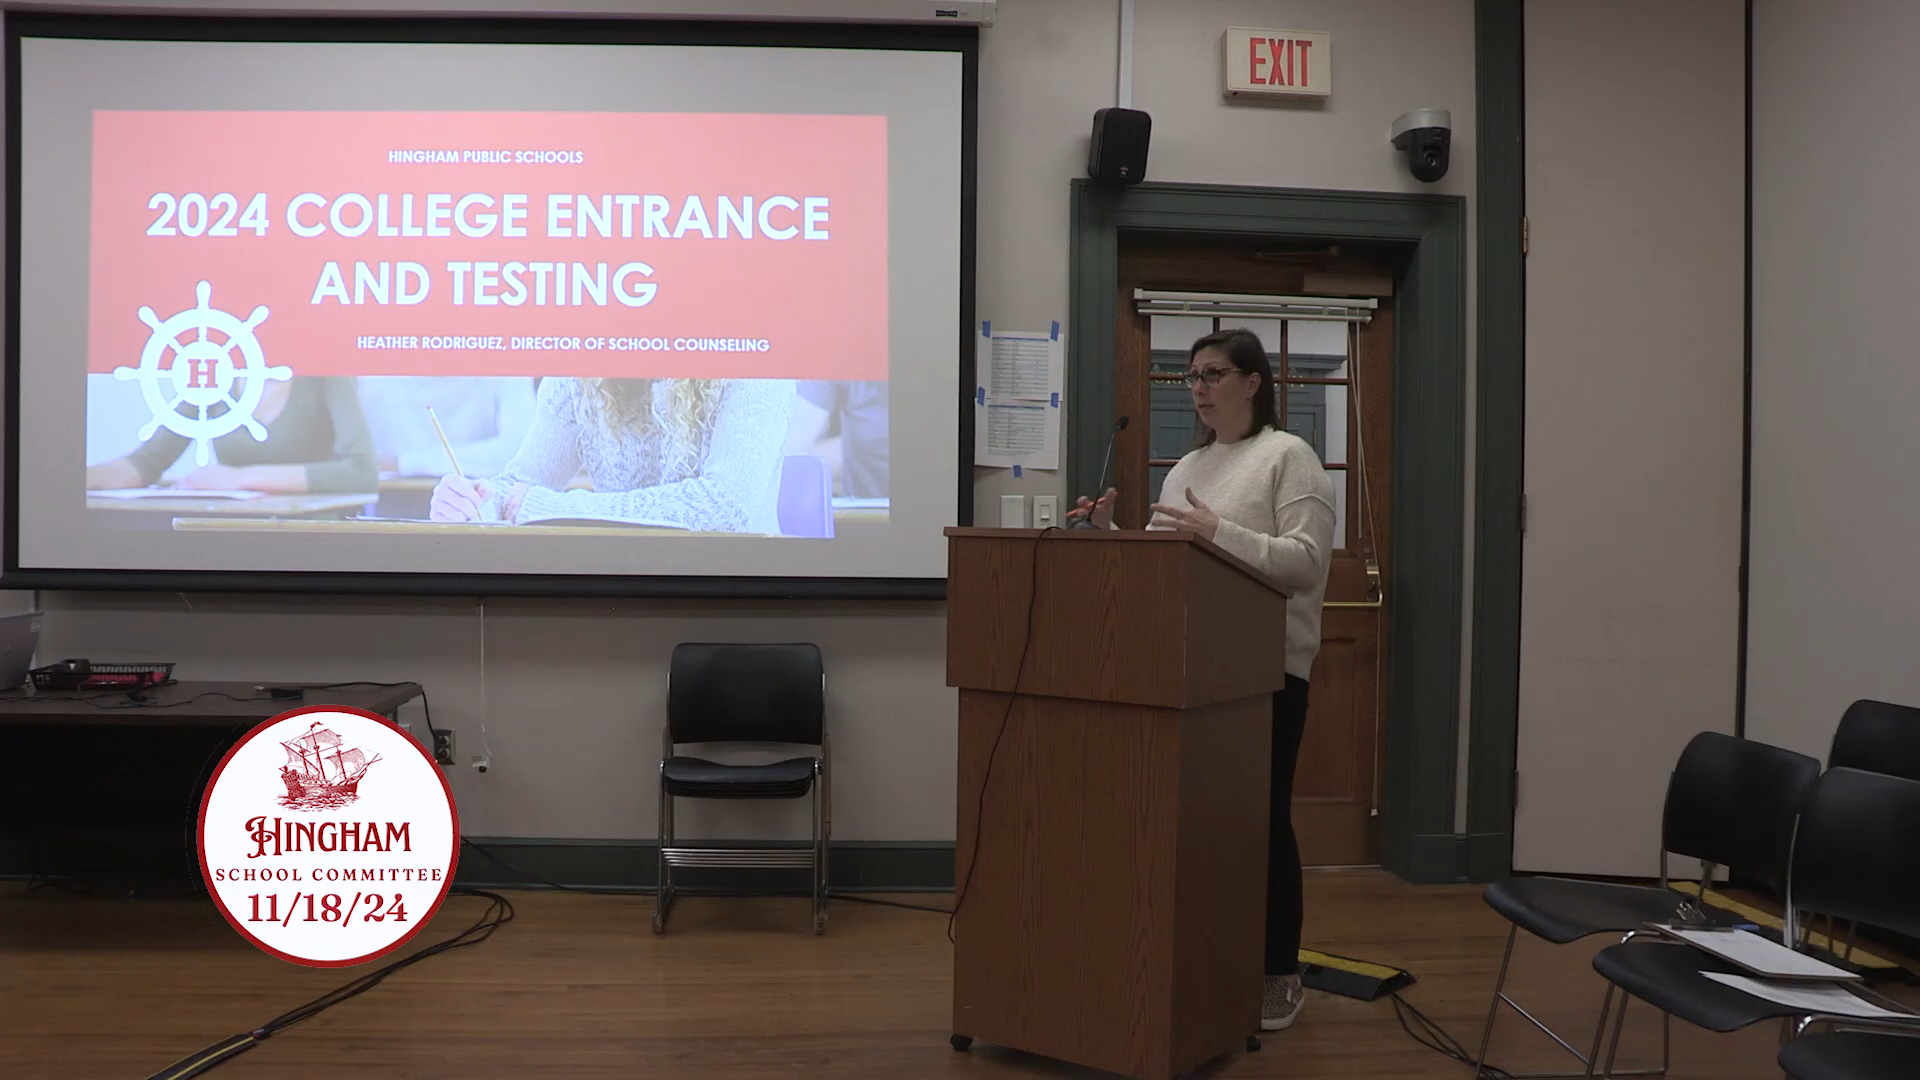 EXIT
HINGHAM PUBLIC SCHOOLS
2024 COLLEGE ENTRANCE
AND TESTING
HEATHER RODRIGUEZ, DIRECTOR OF SCHOOL COUNSELING
H
HINGHAM
SCHOOL COMMITTEE
11/18/24